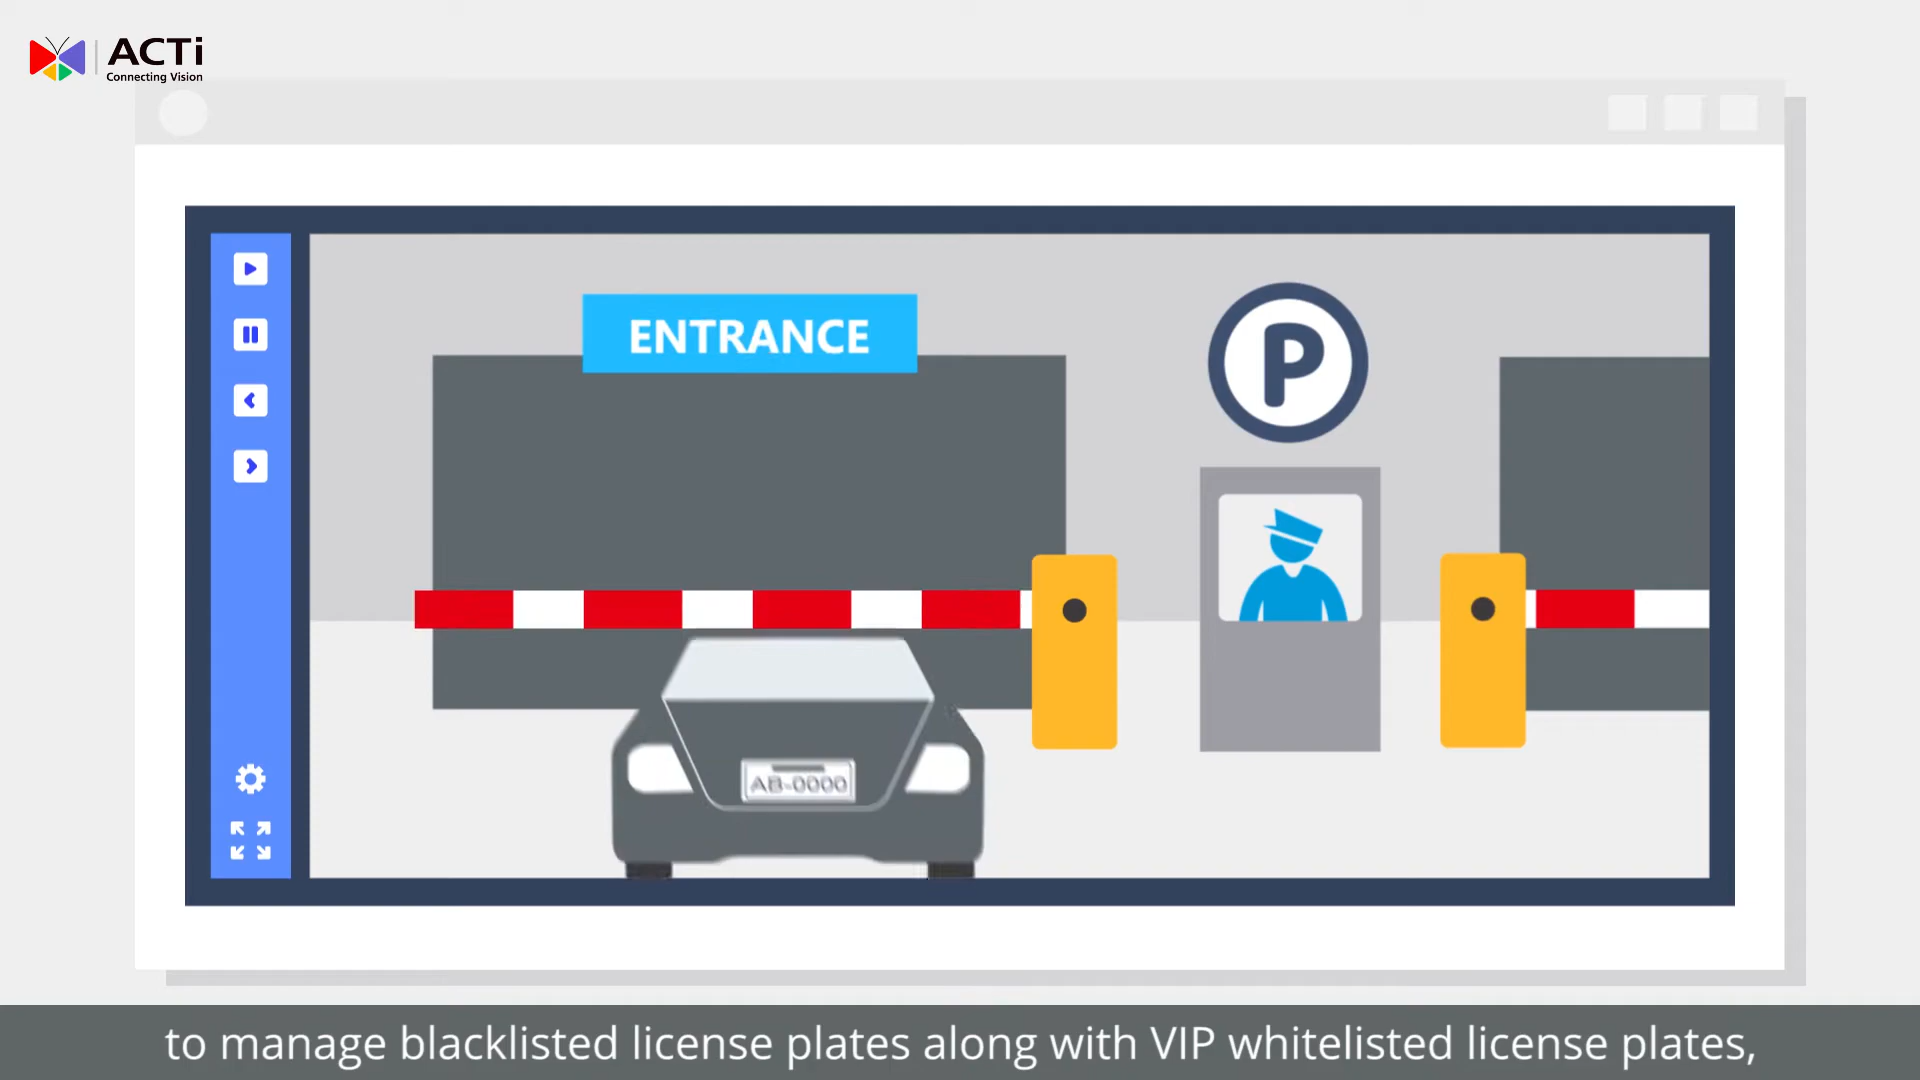 ACTi
Connecting Vision
ENTRANCE
P
AB-0000
to manage blacklisted license plates along with VIP whitelisted license plates,